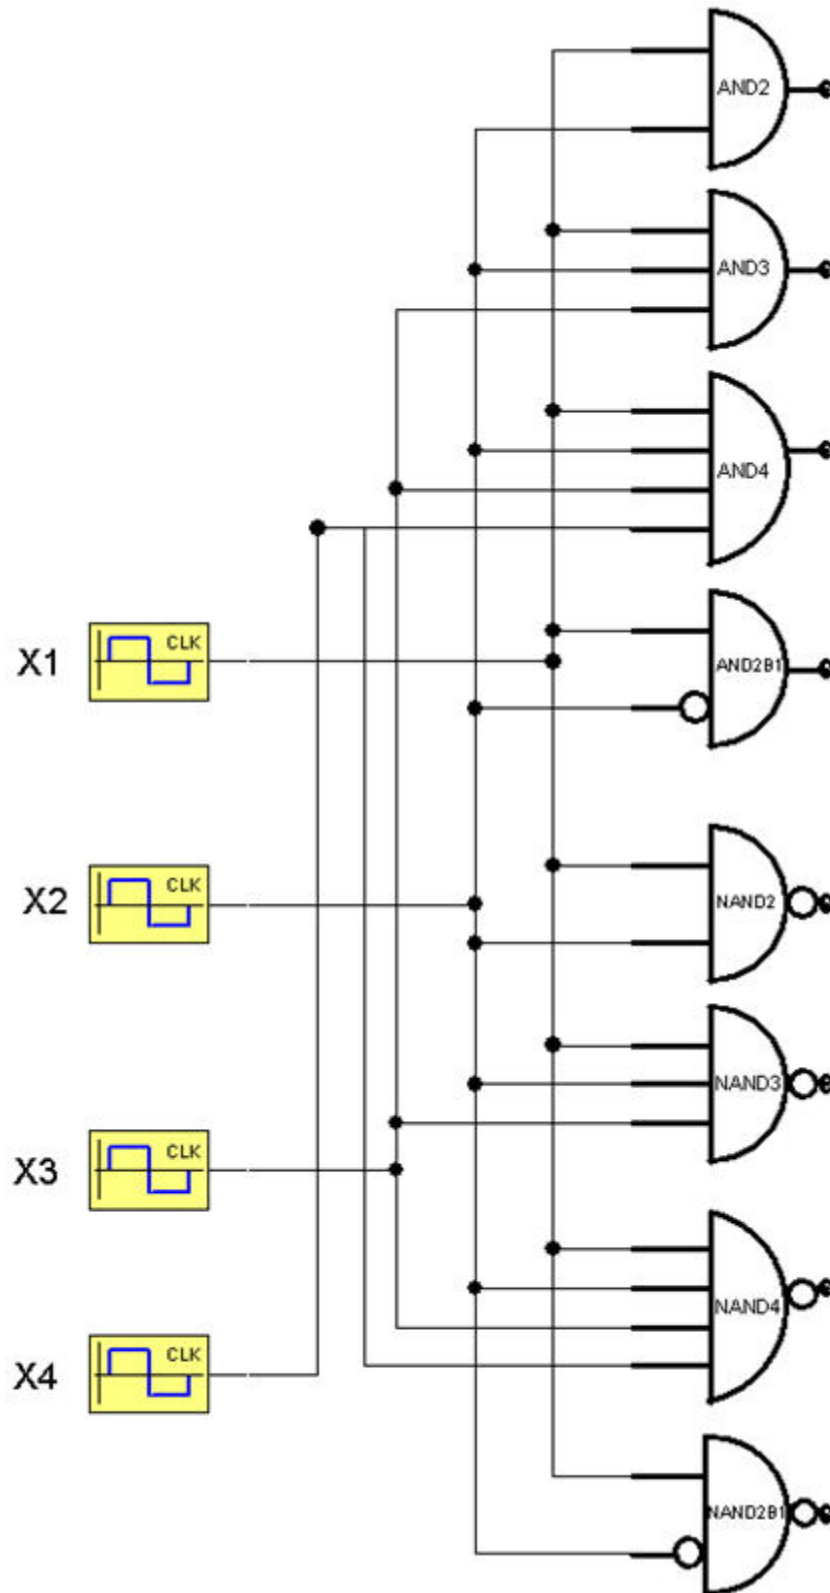 AND2
AND3
AND4
X1
CLK
AND2B1
X2
CLK
NAND2
NAND3
X3
CLK
NAND4
X4
CLK
NAND2B1